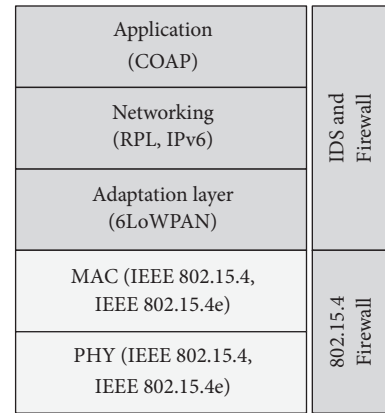 Application
(COAP)
Networking
(RPL, IPv6)
Adaptation layer
(6LoWPAN)
MAC (IEEE 802.15.4,
IEEE 802.15.4e)
PHY (IEEE 802.15.4,
IEEE 802.15.4e)
IDS and
Firewall
802.15.4
Firewall